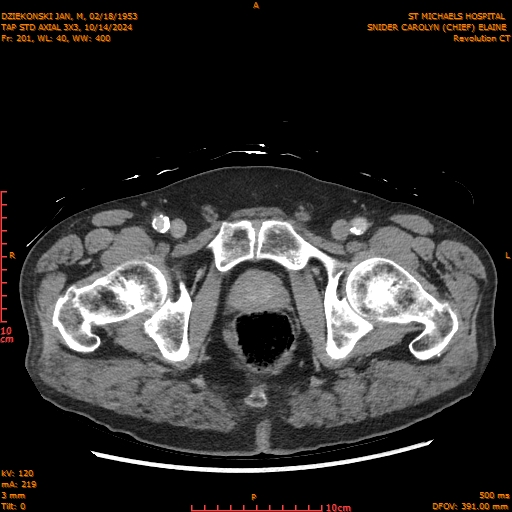 DZIEKONSKI JAN, M, 02/18/1953
TAP STD AXIAL 3X3, 10/14/2024
Fr: 201, WL: 40, WW: 400
A
ST MICHAELS HOSPITAL
SNIDER CAROLYN (CHIEF) ELAINE
Revolution CT
R
L
10
cm
kV: 120
mA: 219
3 mm
Tilt: 0
P
10cm
500 ms
DFOV: 391.00 mm